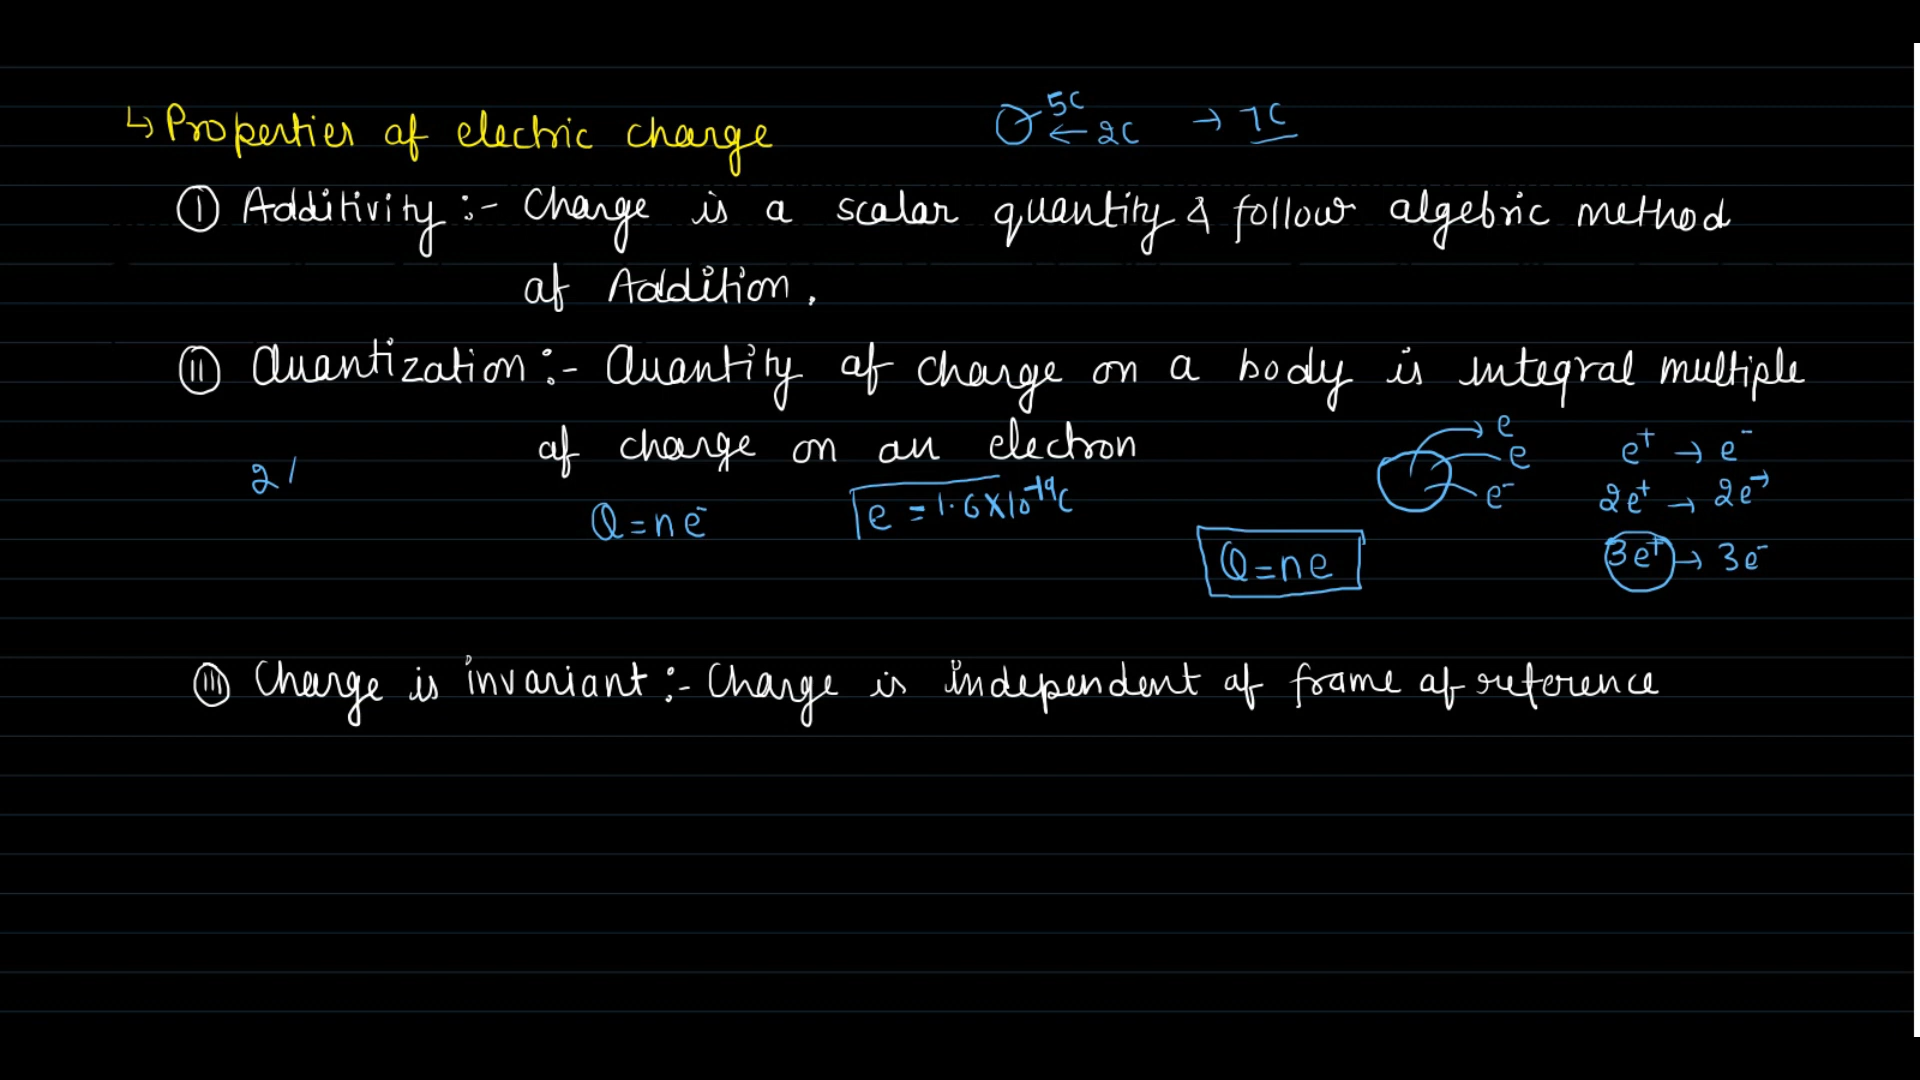 ↳ Properties of electric charge
5C
← 2C → 7C
(I) Additivity :- Charge is a scalar quantity & follow algebric method
of Addition.
(II) Quantization :- Quantity of charge on a body is integral multiple
of charge on an electron
2
Q = ne⁻
e = 1.6×10⁻¹⁹C
Q = ne
e
e
e⁻
e⁺ → e⁻
2e⁺ → 2e⁻
3e⁺ → 3e⁻
(III) Charge is invariant :- Charge is independent of frame of reference